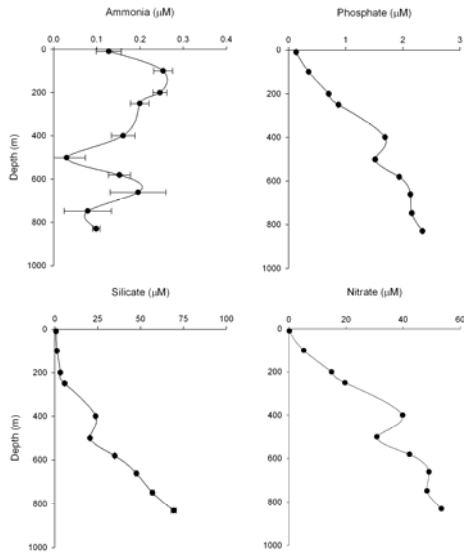 Ammonia (µM)
0.0 0.1 0.2 0.3 0.4
Depth (m)
0
200
400
600
800
1000
Phosphate (µM)
0 1 2 3
0
200
400
600
800
1000
Silicate (µM)
0 25 50 75 100
Depth (m)
0
200
400
600
800
1000
Nitrate (µM)
0 20 40 60
0
200
400
600
800
1000